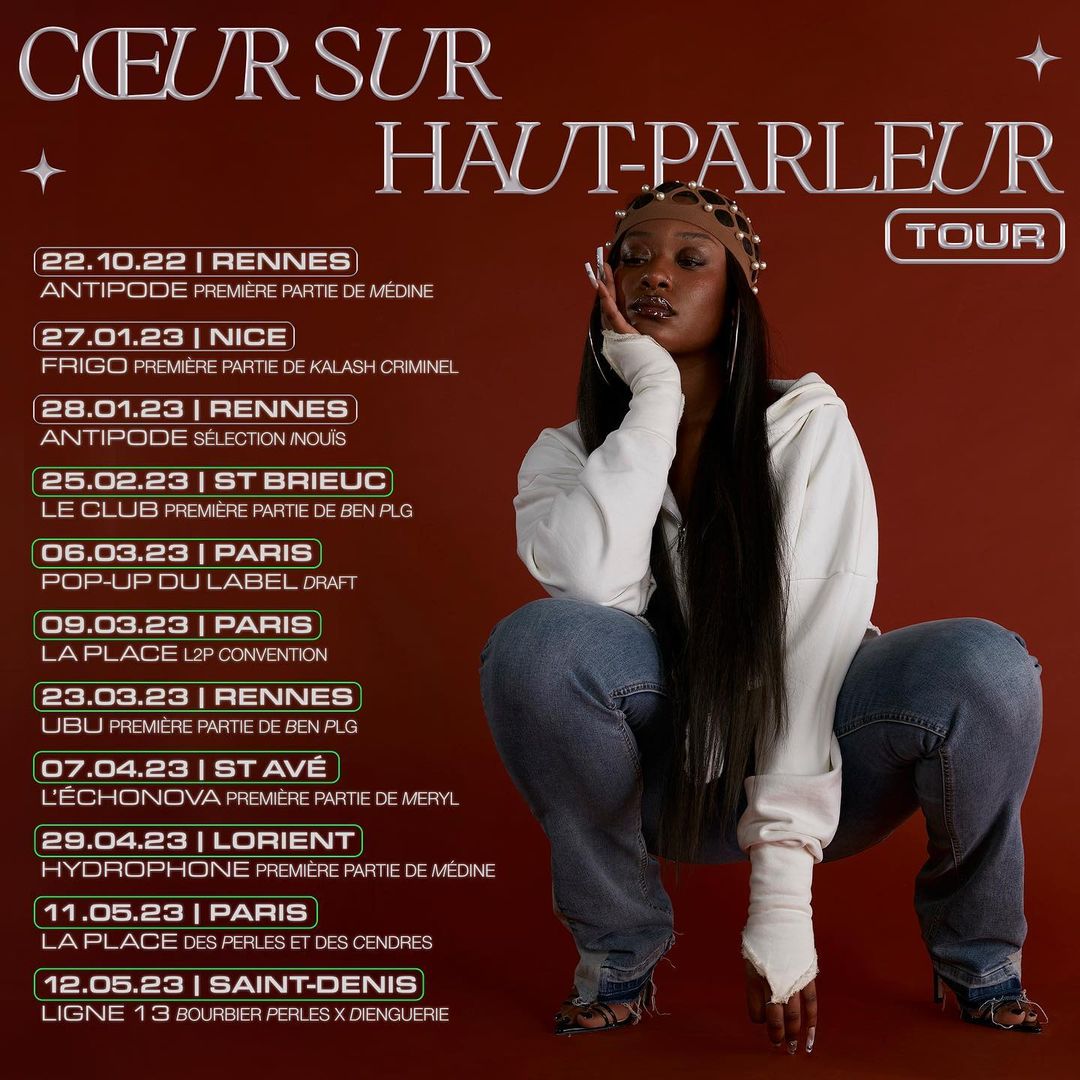 CŒUR SUR
HAUT-PARLEUR
TOUR
22.10.22 | RENNES
ANTIPODE PREMIÈRE PARTIE DE MÉDINE
27.01.23 | NICE
FRIGO PREMIÈRE PARTIE DE KALASH CRIMINEL
28.01.23 | RENNES
ANTIPODE SÉLECTION INOUÏS
25.02.23 | ST BRIEUC
LE CLUB PREMIÈRE PARTIE DE BEN PLG
06.03.23 | PARIS
POP-UP DU LABEL DRAFT
09.03.23 | PARIS
LA PLACE L2P CONVENTION
23.03.23 | RENNES
UBU PREMIÈRE PARTIE DE BEN PLG
07.04.23 | ST AVÉ
L'ÉCHONOVA PREMIÈRE PARTIE DE MERYL
29.04.23 | LORIENT
HYDROPHONE PREMIÈRE PARTIE DE MÉDINE
11.05.23 | PARIS
LA PLACE DES PERLES ET DES CENDRES
12.05.23 | SAINT-DENIS
LIGNE 13 BOURBIER PERLES X DIENGUERIE